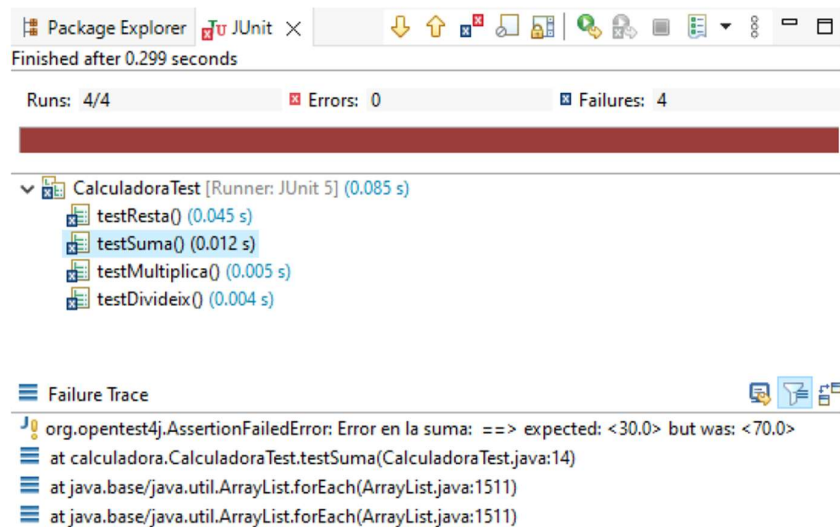 Package Explorer JUnit
Finished after 0.299 seconds
Runs: 4/4 Errors: 0 Failures: 4
CalculadoraTest [Runner: JUnit 5] (0.085 s)
testResta() (0.045 s)
testSuma() (0.012 s)
testMultiplica() (0.005 s)
testDivideix() (0.004 s)
Failure Trace
org.opentest4j.AssertionFailedError: Error en la suma: ==> expected: <30.0> but was: <70.0>
at calculadora.CalculadoraTest.testSuma(CalculadoraTest.java:14)
at java.base/java.util.ArrayList.forEach(ArrayList.java:1511)
at java.base/java.util.ArrayList.forEach(ArrayList.java:1511)